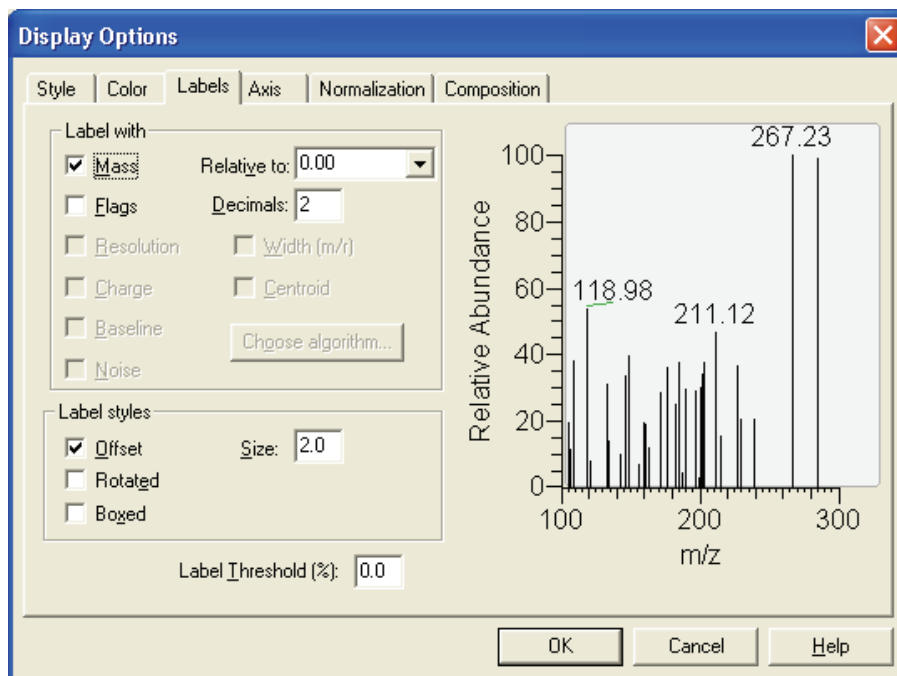 Display Options
Style Color Labels Axis Normalization Composition
Label with
Mass Relative to: 0.00
Flags Decimals: 2
Resolution Width (m/r)
Charge Centroid
Baseline Choose algorithm...
Noise
Label styles
Offset Size: 2.0
Rotated
Boxed
Label Threshold (%): 0.0
267.23
118.98
211.12
Relative Abundance
100
80
60
40
20
0
100 200 300
m/z
OK Cancel Help